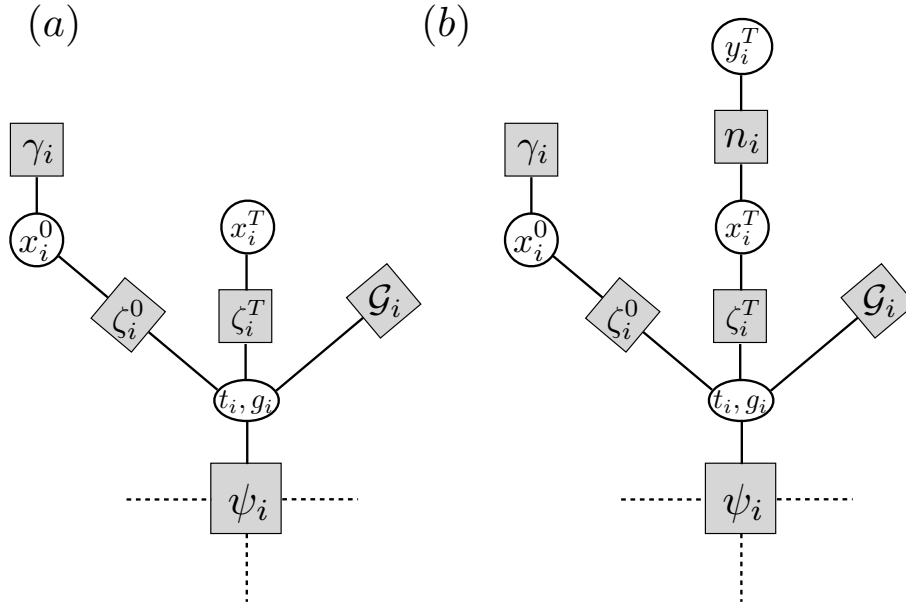 (a)
γ_i
x_i^0
x_i^T
ζ_i^0
ζ_i^T
𝒢_i
t_i, g_i
ψ_i
(b)
y_i^T
n_i
γ_i
x_i^0
x_i^T
ζ_i^0
ζ_i^T
𝒢_i
t_i, g_i
ψ_i